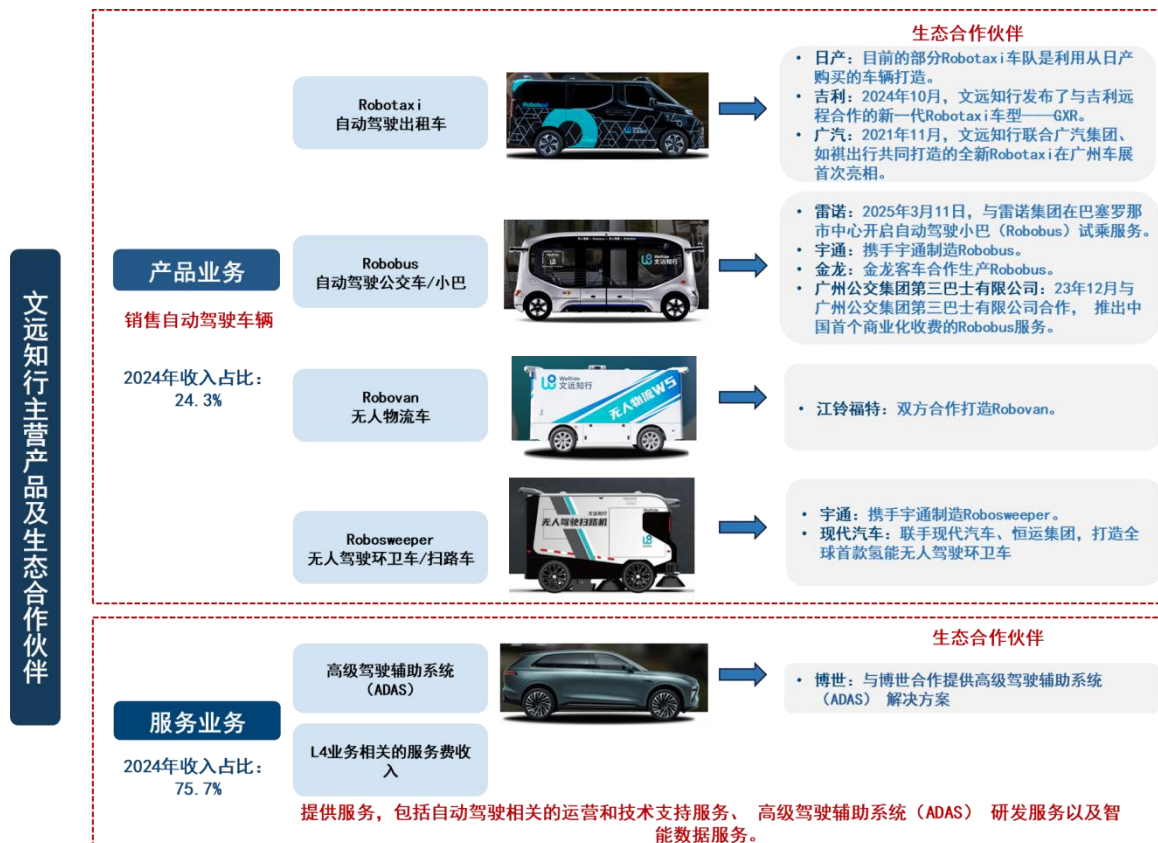 文远知行主营产品及生态合作伙伴
产品业务
销售自动驾驶车辆
2024年收入占比：
24.3%
生态合作伙伴
Robotaxi
自动驾驶出租车
• 日产：目前的部分Robotaxi车队是利用从日产
购买的车辆打造。
• 吉利：2024年10月，文远知行发布了与吉利远
程合作的新一代Robotaxi车型——GXR。
• 广汽：2021年11月，文远知行联合广汽集团、
如祺出行共同打造的全新Robotaxi在广州车展
首次亮相。
Robobus
自动驾驶公交车/小巴
WeRide
文远知行
• 雷诺：2025年3月11日，与雷诺集团在巴塞罗那
市中心开启自动驾驶小巴（Robobus）试乘服务。
• 宇通：携手宇通制造Robobus。
• 金龙：金龙客车合作生产Robobus。
• 广州公交集团第三巴士有限公司：23年12月与
广州公交集团第三巴士有限公司合作， 推出中
国首个商业化收费的Robobus服务。
Robovan
无人物流车
WeRide
文远知行
无人物流W5
• 江铃福特：双方合作打造Robovan。
Robosweeper
无人驾驶环卫车/扫路车
文远知行
无人驾驶扫路机
• 宇通：携手宇通制造Robosweeper。
• 现代汽车：联手现代汽车、恒运集团，打造全
球首款氢能无人驾驶环卫车
服务业务
2024年收入占比：
75.7%
生态合作伙伴
高级驾驶辅助系统
（ADAS）
• 博世：与博世合作提供高级驾驶辅助系统
（ADAS） 解决方案
L4业务相关的服务费收
入
提供服务，包括自动驾驶相关的运营和技术支持服务、 高级驾驶辅助系统（ADAS） 研发服务以及智
能数据服务。